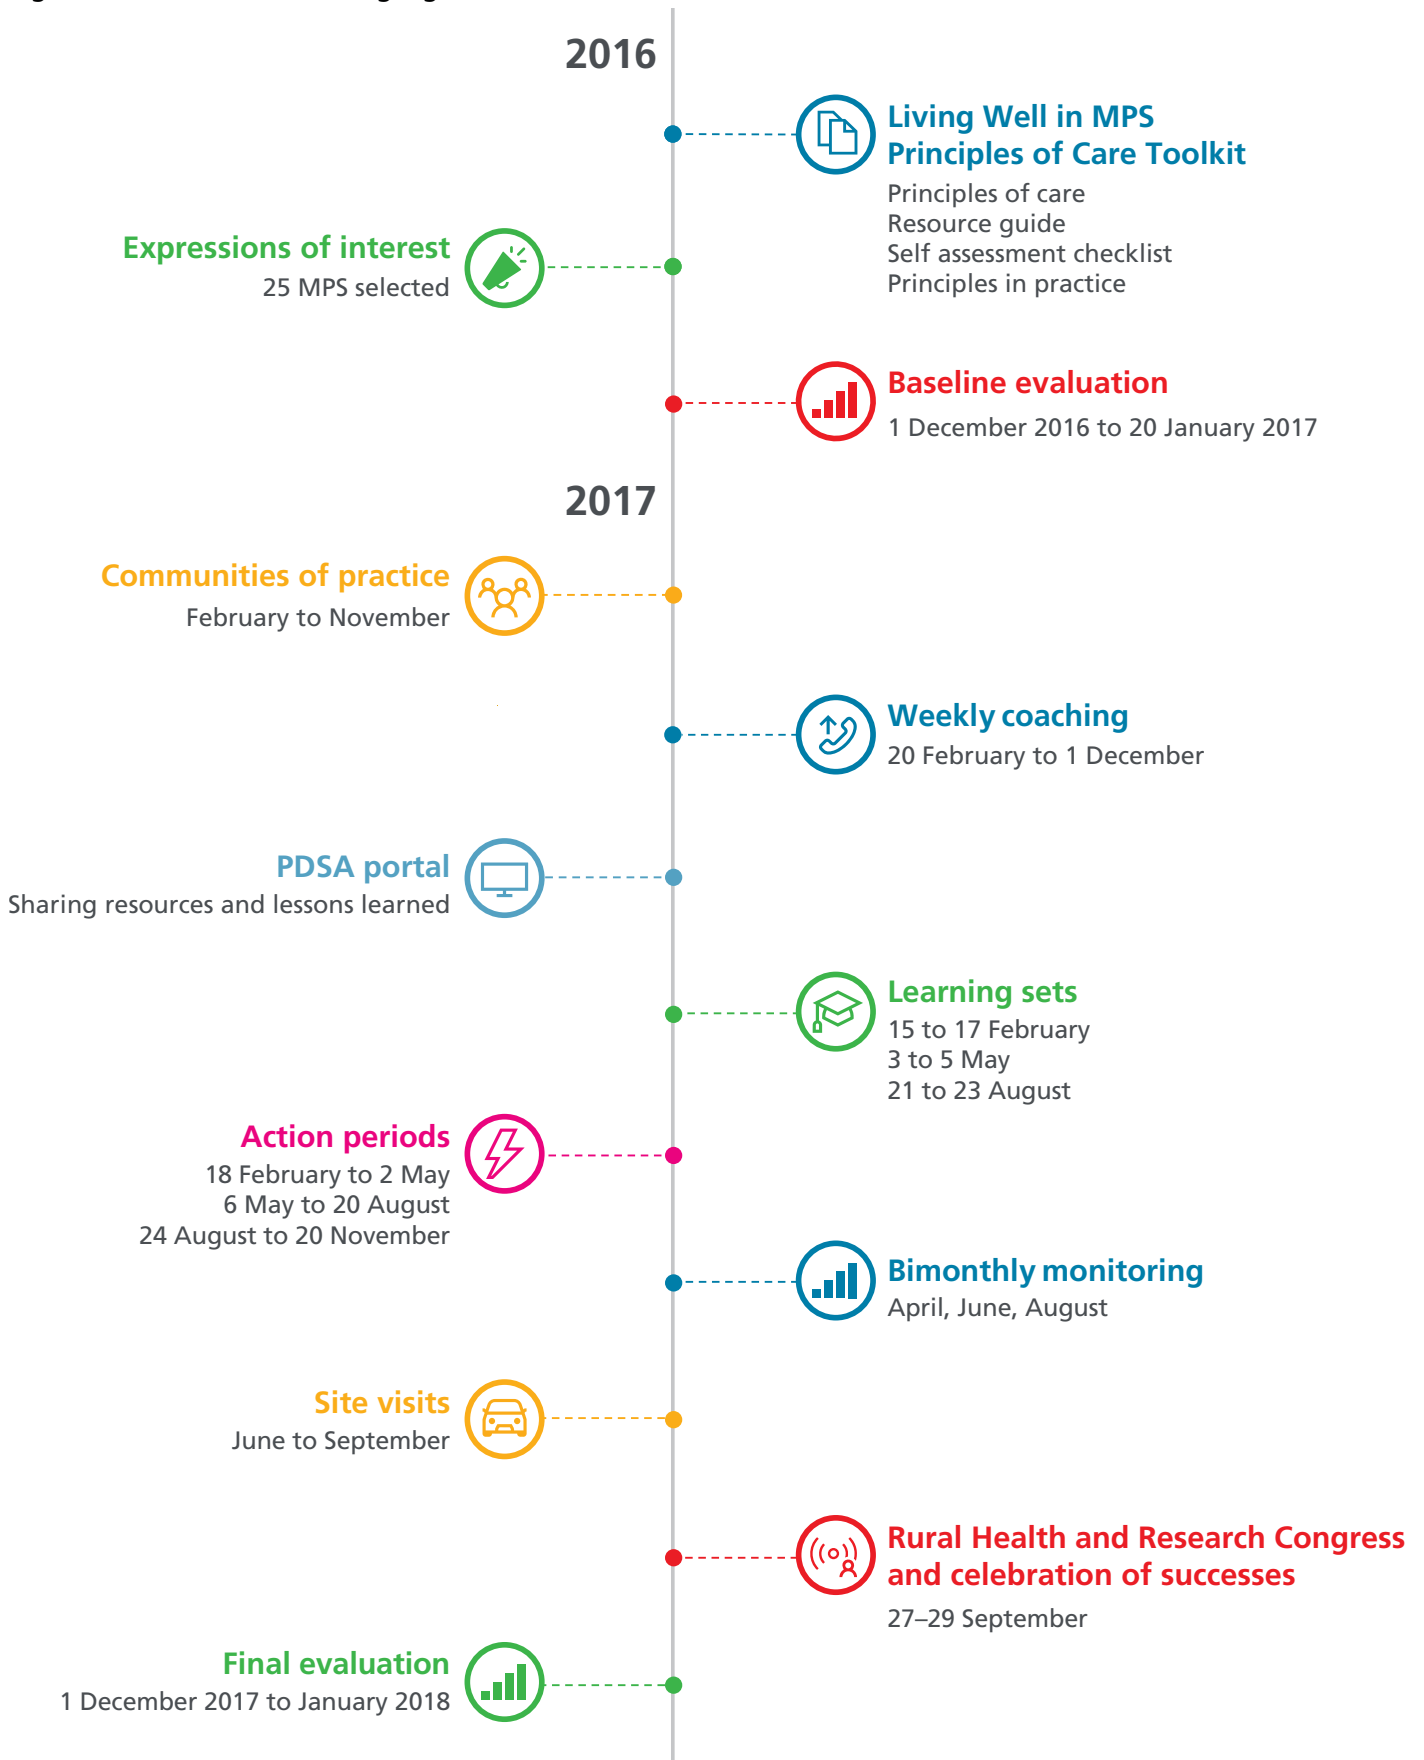 2016
Living Well in MPS
Principles of Care Toolkit
Principles of care
Resource guide
Self assessment checklist
Principles in practice
Expressions of interest
25 MPS selected
Baseline evaluation
1 December 2016 to 20 January 2017
2017
Communities of practice
February to November
Weekly coaching
20 February to 1 December
PDSA portal
Sharing resources and lessons learned
Learning sets
15 to 17 February
3 to 5 May
21 to 23 August
Action periods
18 February to 2 May
6 May to 20 August
24 August to 20 November
Bimonthly monitoring
April, June, August
Site visits
June to September
Rural Health and Research Congress
and celebration of successes
27–29 September
Final evaluation
1 December 2017 to January 2018